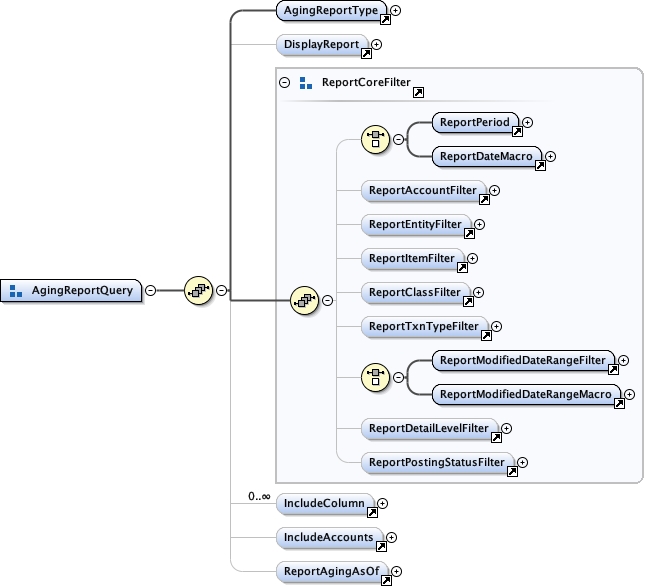 AgingReportType
DisplayReport
ReportCoreFilter
ReportPeriod
ReportDateMacro
ReportAccountFilter
ReportEntityFilter
ReportItemFilter
ReportClassFilter
AgingReportQuery
ReportTxnTypeFilter
ReportModifiedDateRangeFilter
ReportModifiedDateRangeMacro
ReportDetailLevelFilter
ReportPostingStatusFilter
0..∞
IncludeColumn
IncludeAccounts
ReportAgingAsOf